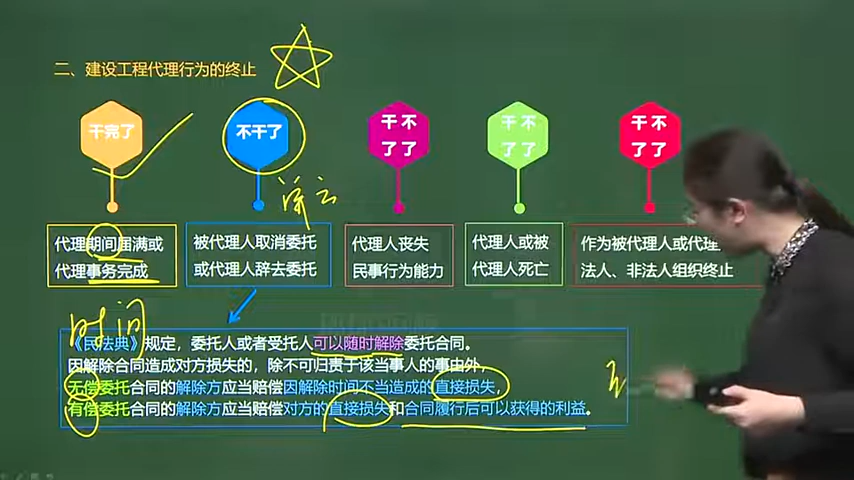 二、建设工程代理行为的终止
干完了
不干了
干不
了了
干不
了了
干不
了了
代理期间届满或
代理事务完成
被代理人取消委托
或代理人辞去委托
代理人丧失
民事行为能力
代理人或被
代理人死亡
作为被代理人或代理
法人、非法人组织终止
时间
《民法典》规定，委托人或者受托人可以随时解除委托合同。
因解除合同造成对方损失的，除不可归责于该当事人的事由外，
无偿委托合同的解除方应当赔偿因解除时间不当造成的直接损失，
有偿委托合同的解除方应当赔偿对方的直接损失和合同履行后可以获得的利益。